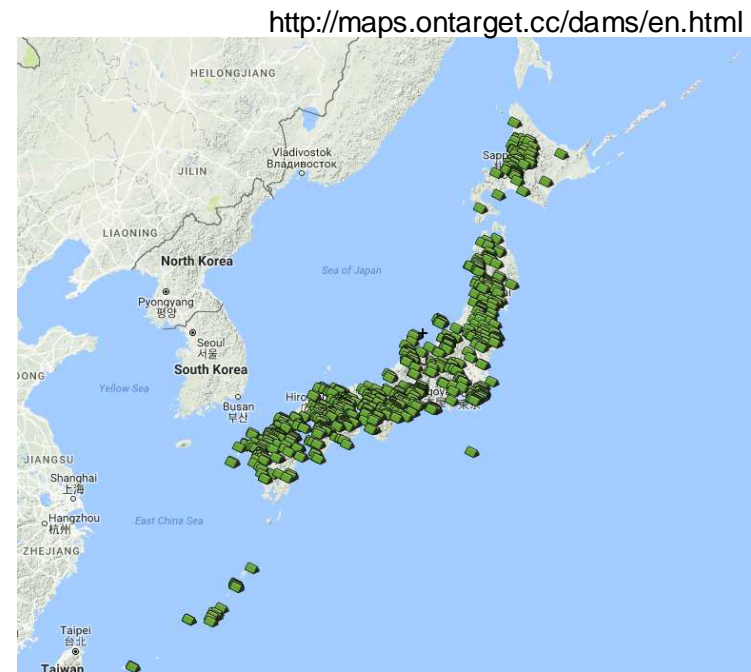 http://maps.ontarget.cc/dams/en.html
HEILONGJIANG
Vladivostok
Владивосток
JILIN
LIAONING
North Korea
Sea of Japan
Pyongyang
평양
Seoul
서울
South Korea
Yellow Sea
Busan
부산
JIANGSU
Shanghai
上海
Hangzhou
杭州
East China Sea
ZHEJIANG
Taipei
台北
Taiwan